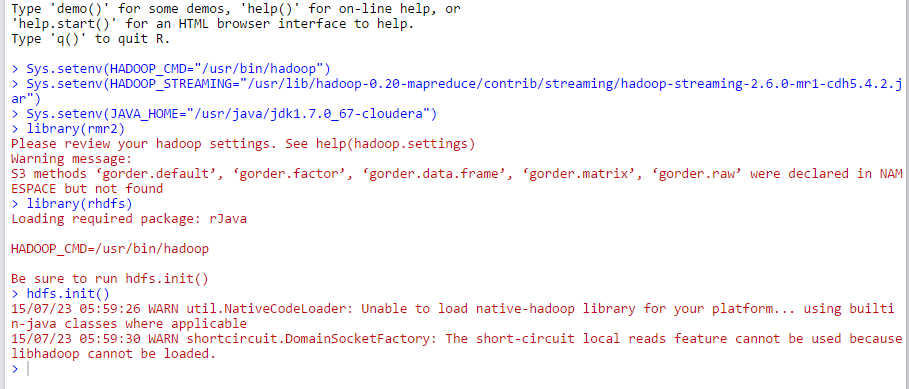 Type 'demo()' for some demos, 'help()' for on-line help, or
'help.start()' for an HTML browser interface to help.
Type 'q()' to quit R.
> Sys.setenv(HADOOP_CMD="/usr/bin/hadoop")
> Sys.setenv(HADOOP_STREAMING="/usr/lib/hadoop-0.20-mapreduce/contrib/streaming/hadoop-streaming-2.6.0-mr1-cdh5.4.2.j
ar")
> Sys.setenv(JAVA_HOME="/usr/java/jdk1.7.0_67-cloudera")
> library(rmr2)
Please review your hadoop settings. See help(hadoop.settings)
Warning message:
S3 methods ‘gorder.default’, ‘gorder.factor’, ‘gorder.data.frame’, ‘gorder.matrix’, ‘gorder.raw’ were declared in NAM
ESPACE but not found
> library(rhdfs)
Loading required package: rJava
HADOOP_CMD=/usr/bin/hadoop
Be sure to run hdfs.init()
> hdfs.init()
15/07/23 05:59:26 WARN util.NativeCodeLoader: Unable to load native-hadoop library for your platform... using builti
n-java classes where applicable
15/07/23 05:59:30 WARN shortcircuit.DomainSocketFactory: The short-circuit local reads feature cannot be used because
libhadoop cannot be loaded.
>